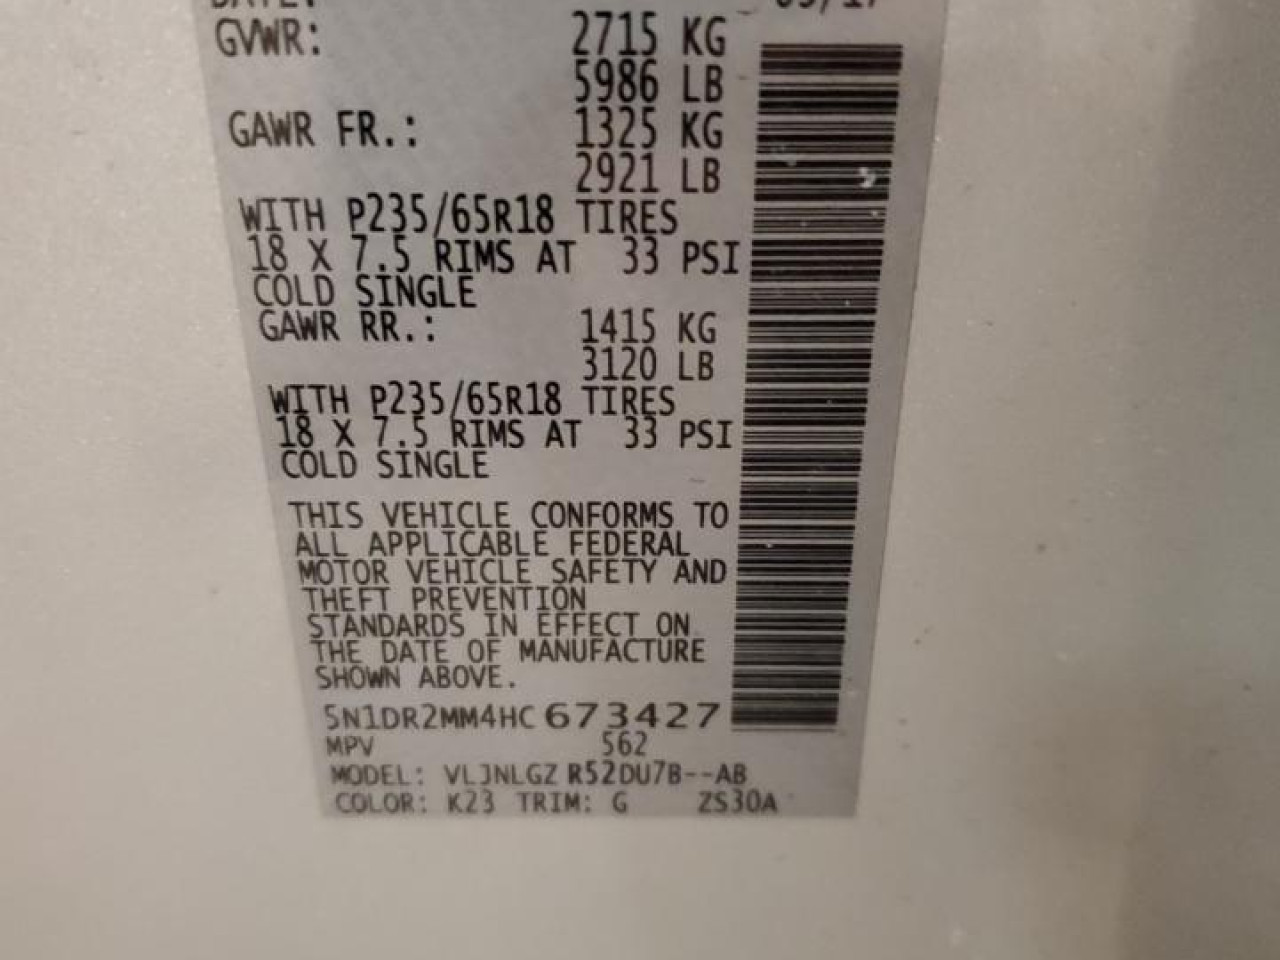 DATE:
GVWR: 2715 KG
5986 LB
GAWR FR.: 1325 KG
2921 LB
WITH P235/65R18 TIRES
18 X 7.5 RIMS AT 33 PSI
COLD SINGLE
GAWR RR.: 1415 KG
3120 LB
WITH P235/65R18 TIRES
18 X 7.5 RIMS AT 33 PSI
COLD SINGLE
THIS VEHICLE CONFORMS TO
ALL APPLICABLE FEDERAL
MOTOR VEHICLE SAFETY AND
THEFT PREVENTION
STANDARDS IN EFFECT ON
THE DATE OF MANUFACTURE
SHOWN ABOVE.
5N1DR2MM4HC673427
MPV 562
MODEL: VLJNLGZ R52DU7B--AB
COLOR: K23 TRIM: G ZS30A